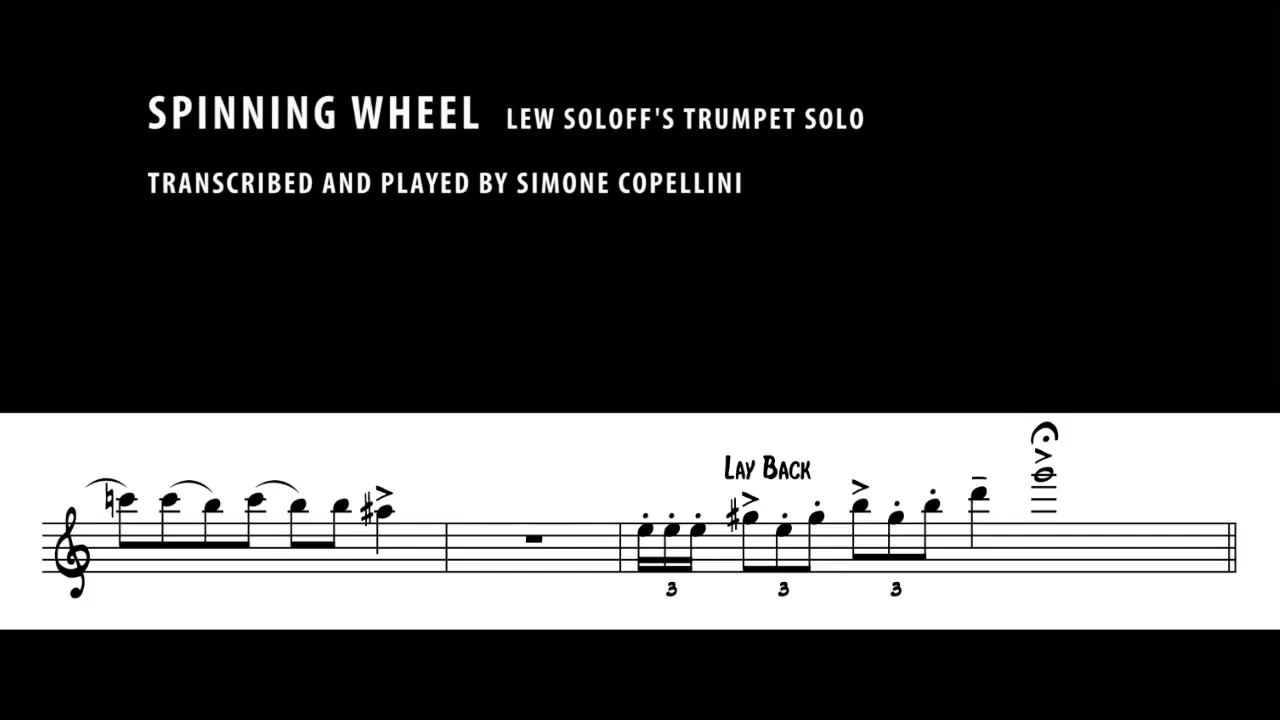 SPINNING WHEEL LEW SOLOFF'S TRUMPET SOLO
TRANSCRIBED AND PLAYED BY SIMONE COPELLINI
LAY BACK
3 3 3